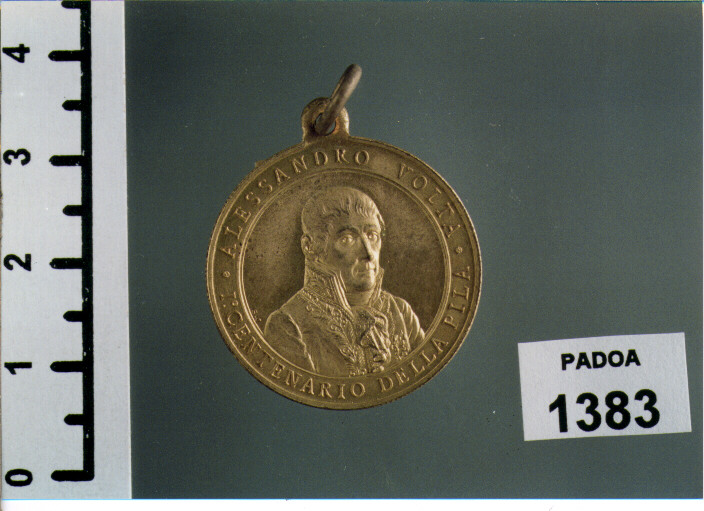 4
3
2
1
0
· ALESSANDRO VOLTA ·
I° CENTENARIO DELLA PILA
PADOA
1383